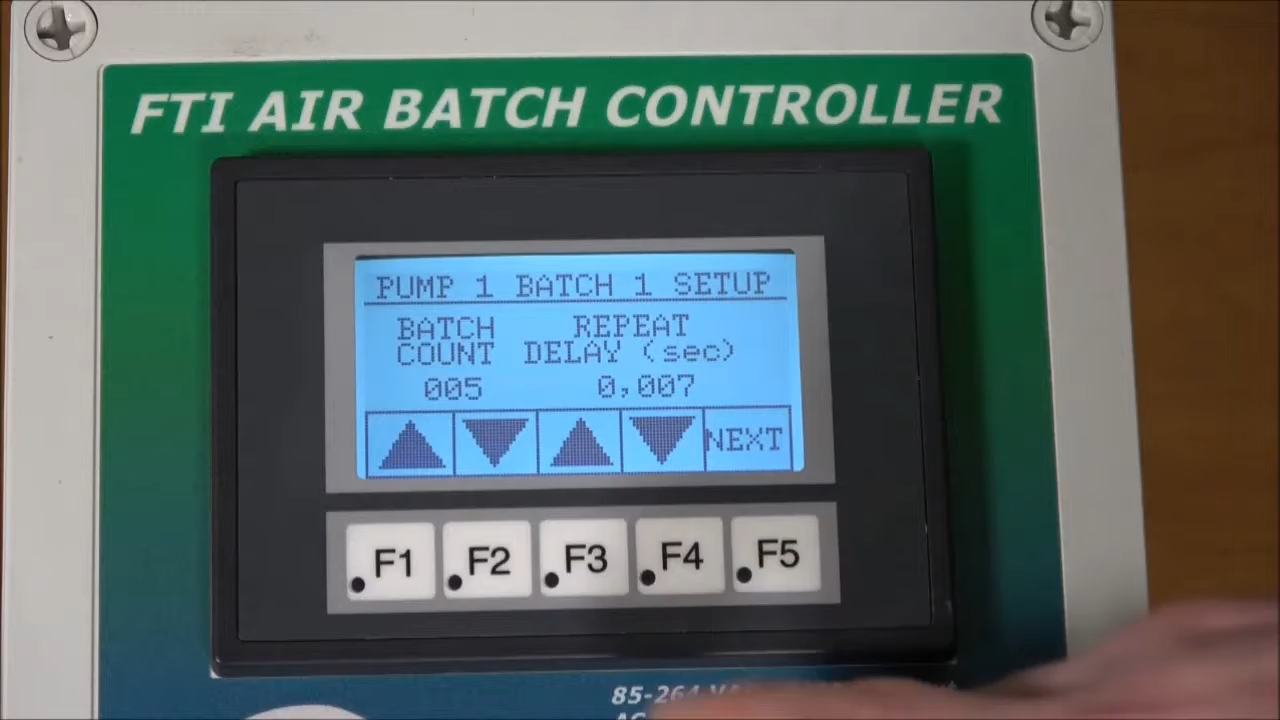 FTI AIR BATCH CONTROLLER
PUMP 1 BATCH 1 SETUP
BATCH REPEAT
COUNT DELAY (sec)
005 0,007
NEXT
F1 F2 F3 F4 F5
85-264